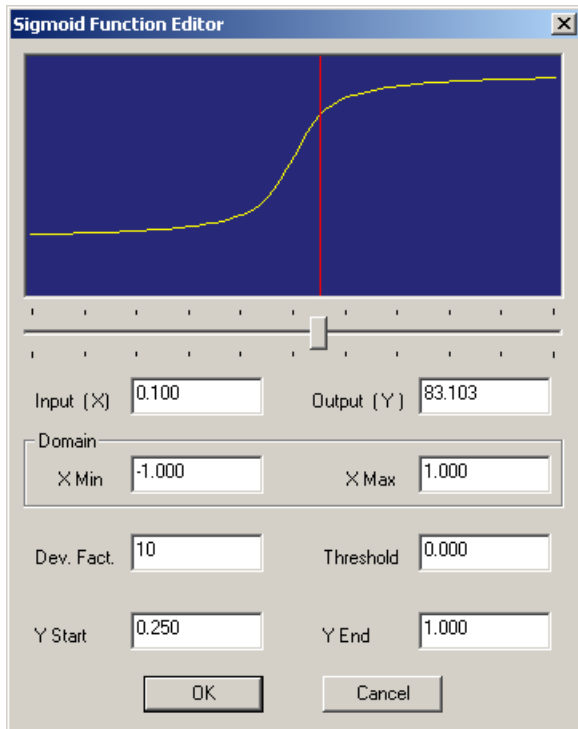 Sigmoid Function Editor
Input (X) 0.100 Output (Y) 83.103
Domain
X Min -1.000 X Max 1.000
Dev. Fact. 10 Threshold 0.000
Y Start 0.250 Y End 1.000
OK Cancel